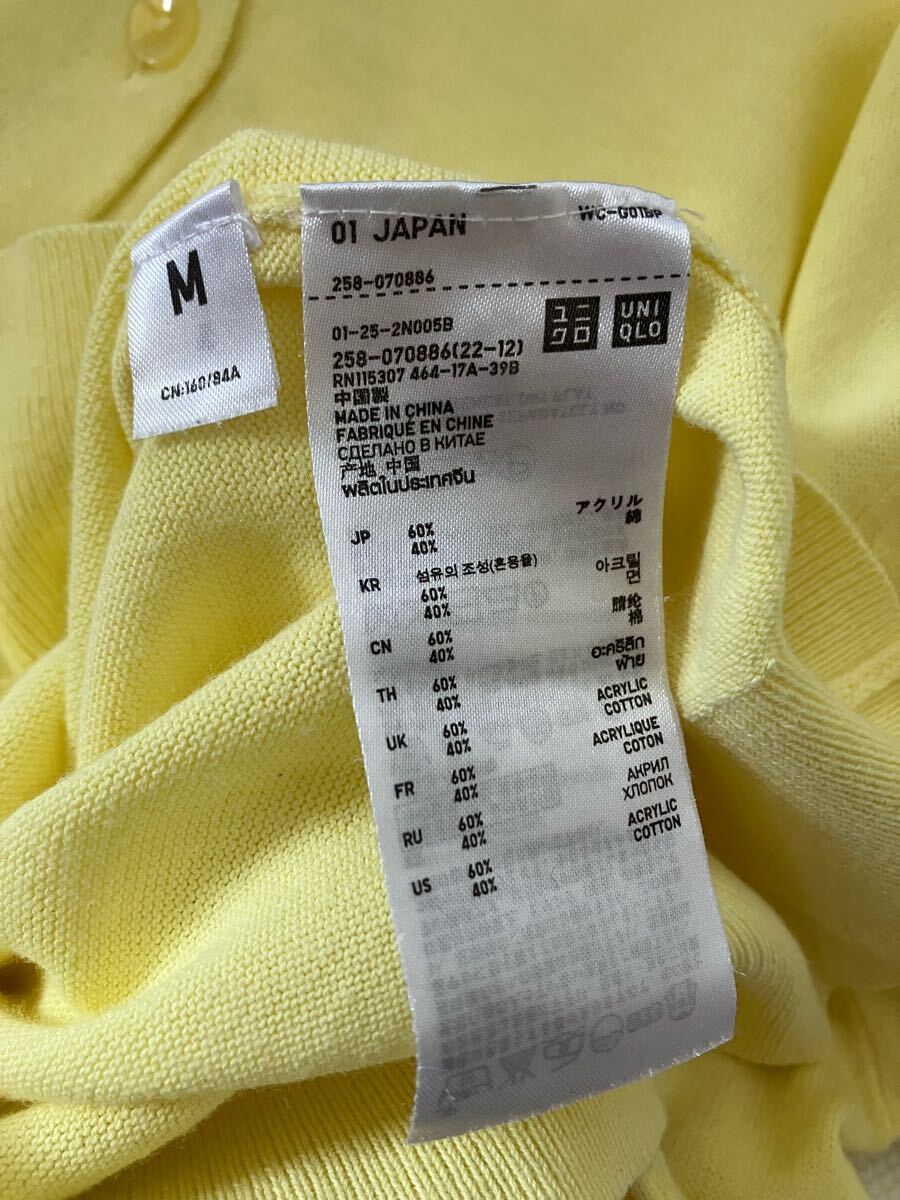 M
CN:160/84A
01 JAPAN
258-070886
01-25-2N005B
ユニ
クロ
UNI
QLO
258-070886(22-12)
RN115307 464-17A-39B
中国製
MADE IN CHINA
FABRIQUÉ EN CHINE
СДЕЛАНО В КИТАЕ
产地 中国
ผลิตในประเทศจีน
JP 60% アクリル
40% 綿
KR 섬유의 조성(혼용율)
60% 아크릴
40% 면
CN 60% 腈纶
40% 棉
TH 60% อะคริลิก
40% ฝ้าย
UK 60% ACRYLIC
40% COTTON
FR 60% ACRYLIQUE
40% COTON
RU 60% АКРИЛ
40% ХЛОПОК
US 60% ACRYLIC
40% COTTON